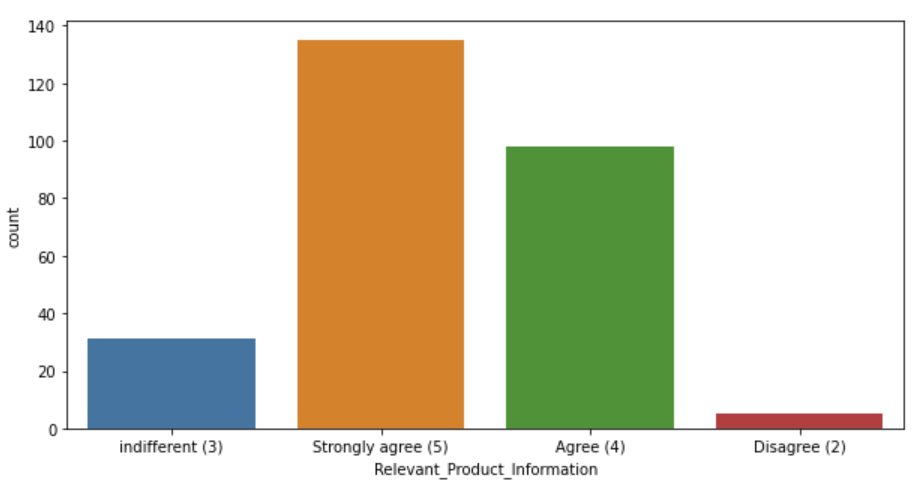 140
120
100
80
60
40
20
0
count
indifferent (3) Strongly agree (5) Agree (4) Disagree (2)
Relevant_Product_Information